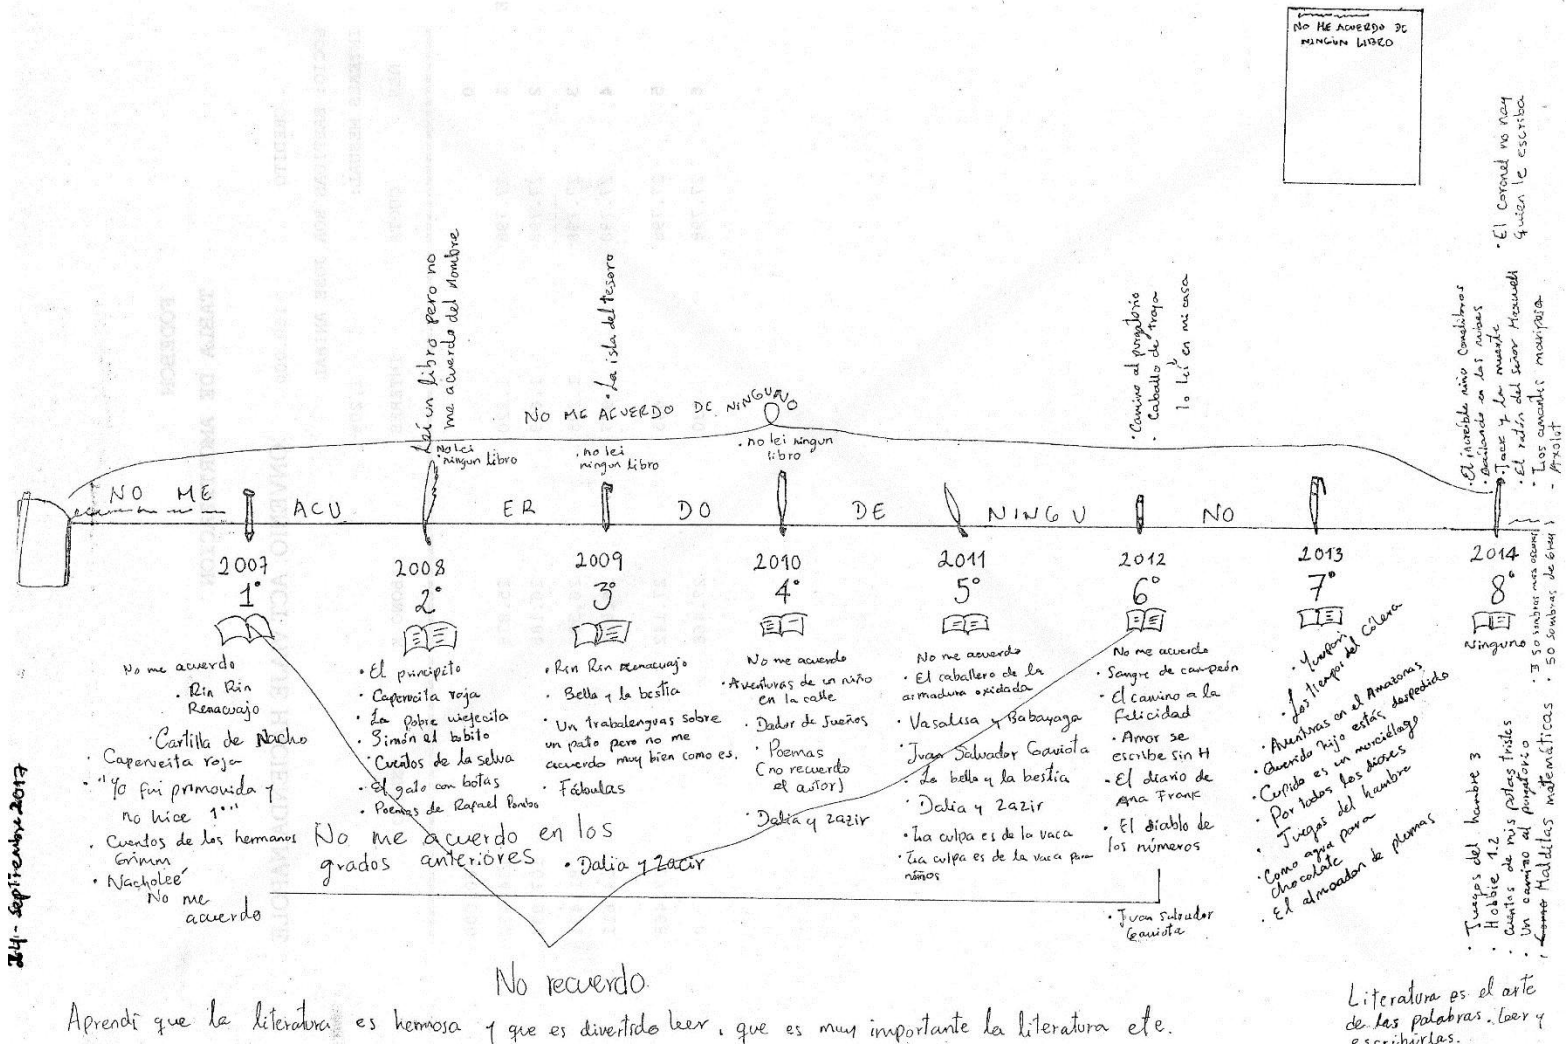 NO ME ACUERDO DE
NINGÚN LIBRO
El Coronel no hay
quien le escriba
Leí un libro pero no
me acuerdo del nombre
. La isla del tesoro
. Camino al purgatorio
. Caballo de troya
lo leí en mi casa
. El increíble niño Comelibros
. Bailando en las nubes
. Jack y la muerte
. El ratón del señor Maxwell
. Los amantes mariposa
- Axolot
NO ME ACUERDO DE NINGUNO
. No lei
ningun libro
. no lei
ningun libro
. no lei ningun
libro
NO ME ACU ER DO DE NINGU NO
2007 2008 2009 2010 2011 2012 2013 2014
1° 2° 3° 4° 5° 6° 7° 8°
No me acuerdo
. Rin Rin
Renacuajo
. Cartilla de Nacho
. Caperucita roja
. "Yo fui promovida y
no hice 1°"
. Cuentos de los hermanos
Grimm
. Nacholeé
No me
acuerdo
. El principito
. Caperucita roja
. La pobre viejecita
. Simón el bobito
. Cuentos de la selva
. El gato con botas
. Poemas de Rafael Pombo
No me acuerdo en los
grados anteriores
. Rin Rin renacuajo
. Bella y la bestia
. Un trabalenguas sobre
un pato pero no me
acuerdo muy bien como es.
. Fábulas
. Dalia y Zazir
No me acuerdo
. Aventuras de un niño
en la calle
. Dador de sueños
. Poemas
(no recuerdo
el autor)
. Dalia y zazir
No me acuerdo
. El caballero de la
armadura oxidada
. Vasalisa y Babayaga
. Juan Salvador Gaviota
. La bella y la bestia
. Dalia y zazir
. La culpa es de la vaca
. La culpa es de la vaca para
niños
No me acuerdo
. Sangre de campeón
. El camino a la
Felicidad
. Amor se
escribe sin H
. El diario de
Ana Frank
. El diablo de
los números
. Juan Salvador
Gaviota
. Yurupari
. Los tiempos del Cólera
. Aventuras en el Amazonas
. Querido hijo estás despedido
. Cupido es un murciélago
. Por todos los dioses
. Juegos del hambre
. Como agua para
chocolate
. El almoadon de plumas
Ninguno
. Juegos del hambre 3
. Hobbie 1.2
. Cuentos de mis putas tristes
. Un camino al purgatorio
. Malditas matemáticas
. 50 sombras mas oscuras
. 50 sombras de Grey
24 - septiembre 2017
No recuerdo.
Aprendí que la literatura es hermosa y que es divertido leer, que es muy importante la literatura etc.
Literatura es el arte
de las palabras. Leer y
escribirlas.